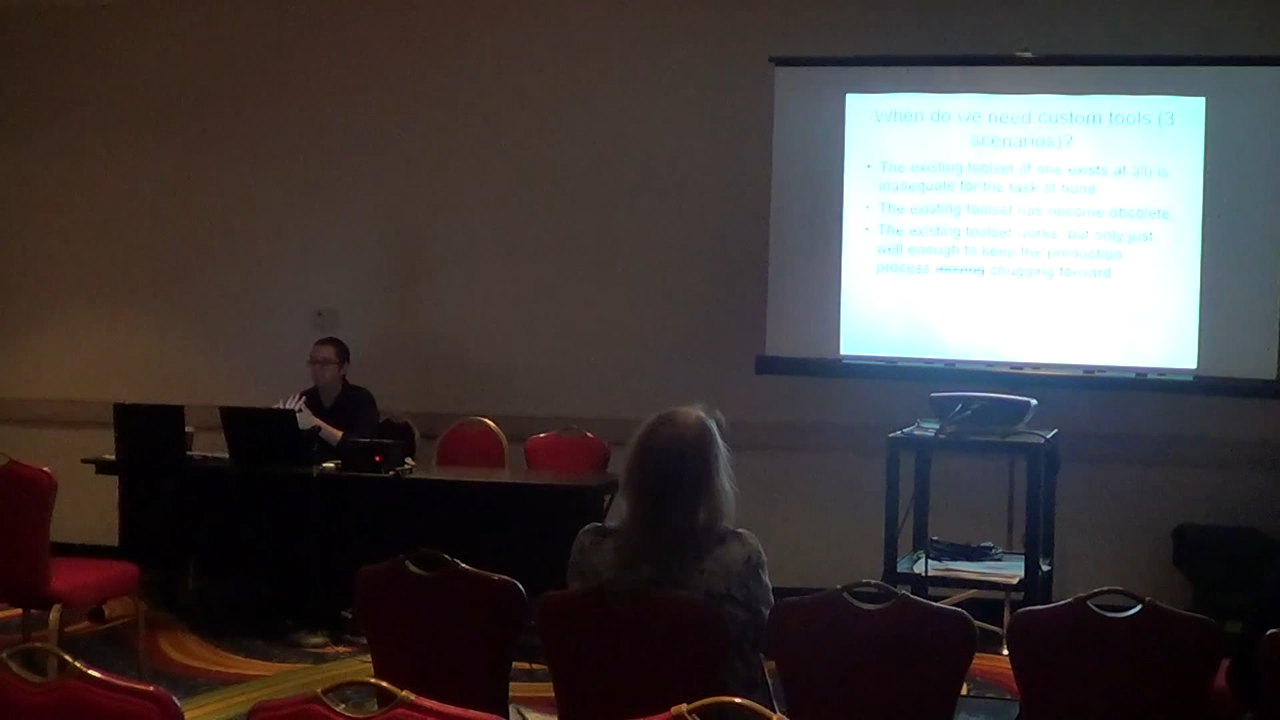 When do we need custom tools (3
scenarios)?
• The existing toolset (if one exists at all) is
inadequate for the task at hand
• The existing toolset has become obsolete
• The existing toolset works, but only just
well enough to keep the production
process chugging forward